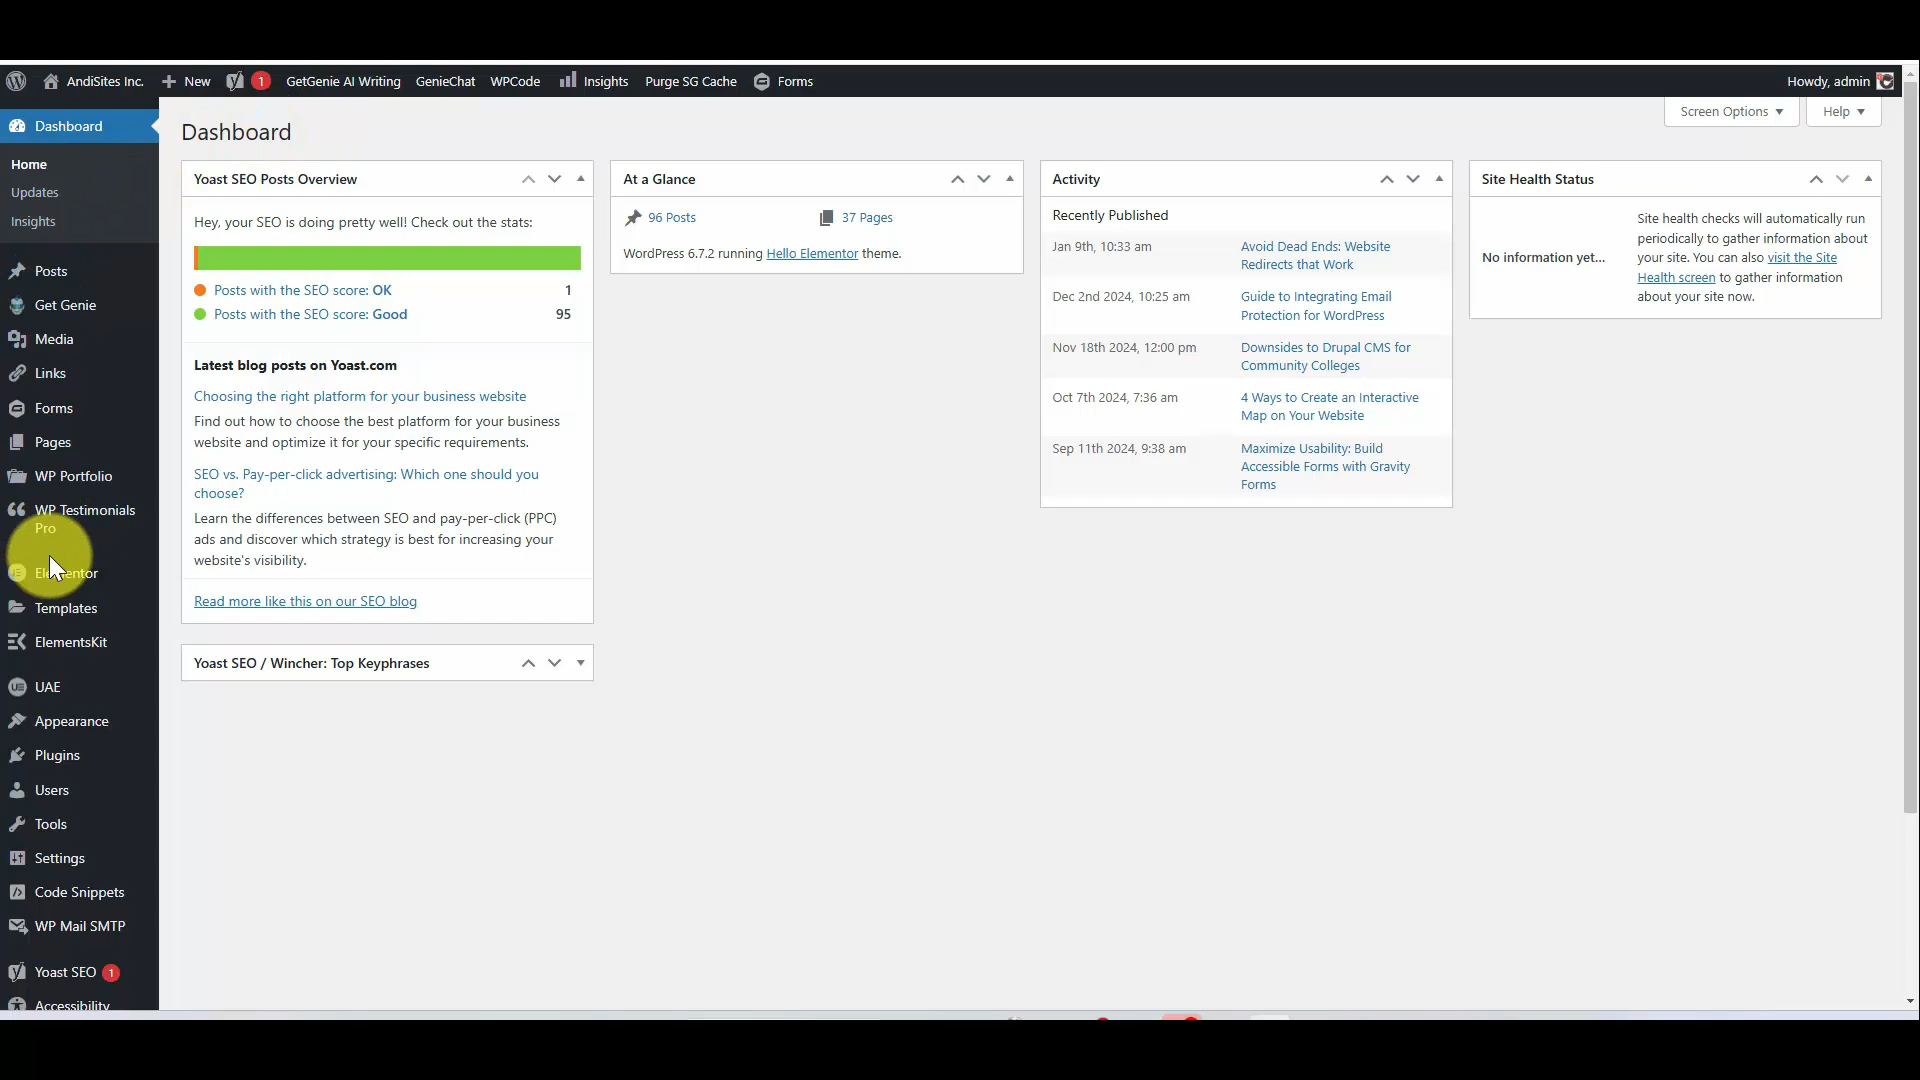 AndiSites Inc. New 1 GetGenie AI Writing GenieChat WPCode Insights Purge SG Cache Forms Howdy, admin
Screen Options Help
Dashboard
Home
Updates
Insights
Posts
Get Genie
Media
Links
Forms
Pages
WP Portfolio
WP Testimonials
Pro
Elementor
Templates
ElementsKit
UAE
Appearance
Plugins
Users
Tools
Settings
Code Snippets
WP Mail SMTP
Yoast SEO 1
Accessibility
Dashboard
Yoast SEO Posts Overview
Hey, your SEO is doing pretty well! Check out the stats:
Posts with the SEO score: OK 1
Posts with the SEO score: Good 95
Latest blog posts on Yoast.com
Choosing the right platform for your business website
Find out how to choose the best platform for your business
website and optimize it for your specific requirements.
SEO vs. Pay-per-click advertising: Which one should you
choose?
Learn the differences between SEO and pay-per-click (PPC)
ads and discover which strategy is best for increasing your
website's visibility.
Read more like this on our SEO blog
Yoast SEO / Wincher: Top Keyphrases
At a Glance
96 Posts 37 Pages
WordPress 6.7.2 running Hello Elementor theme.
Activity
Recently Published
Jan 9th, 10:33 am Avoid Dead Ends: Website
Redirects that Work
Dec 2nd 2024, 10:25 am Guide to Integrating Email
Protection for WordPress
Nov 18th 2024, 12:00 pm Downsides to Drupal CMS for
Community Colleges
Oct 7th 2024, 7:36 am 4 Ways to Create an Interactive
Map on Your Website
Sep 11th 2024, 9:38 am Maximize Usability: Build
Accessible Forms with Gravity
Forms
Site Health Status
No information yet...
Site health checks will automatically run
periodically to gather information about
your site. You can also visit the Site
Health screen to gather information
about your site now.